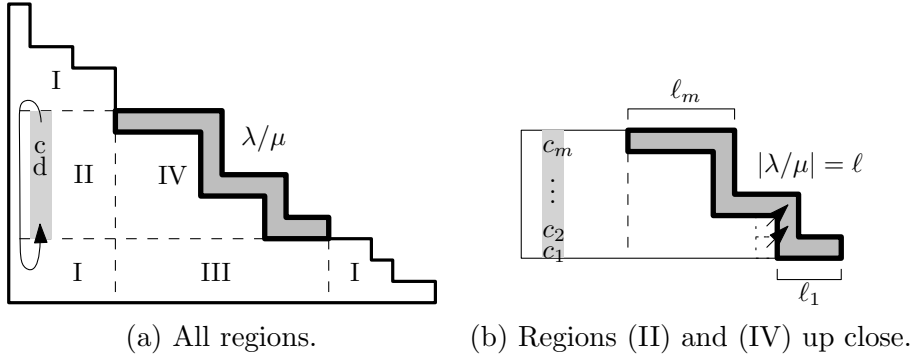 I
c
d
II
IV
λ/μ
I
III
I
(a) All regions.
ℓ_m
c_m
⋮
c_2
c_1
|λ/μ| = ℓ
ℓ_1
(b) Regions (II) and (IV) up close.